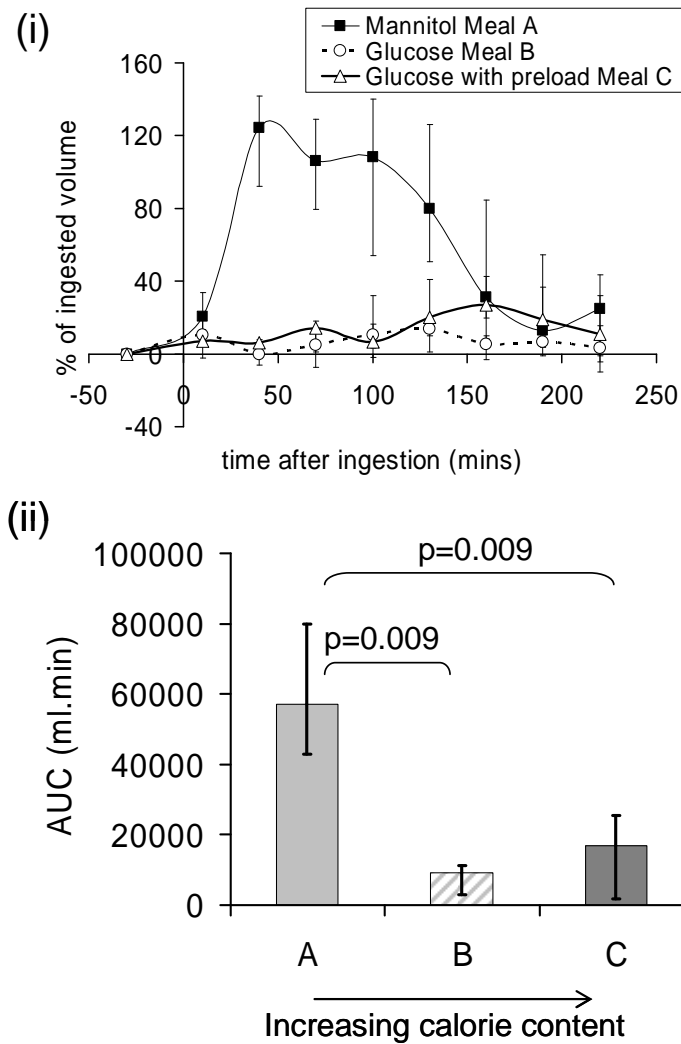 (i)
Mannitol Meal A
Glucose Meal B
Glucose with preload Meal C
% of ingested volume
160
120
80
40
0
-40
-50 0 50 100 150 200 250
time after ingestion (mins)
(ii)
AUC (ml.min)
100000
80000
60000
40000
20000
0
p=0.009
p=0.009
A B C
Increasing calorie content